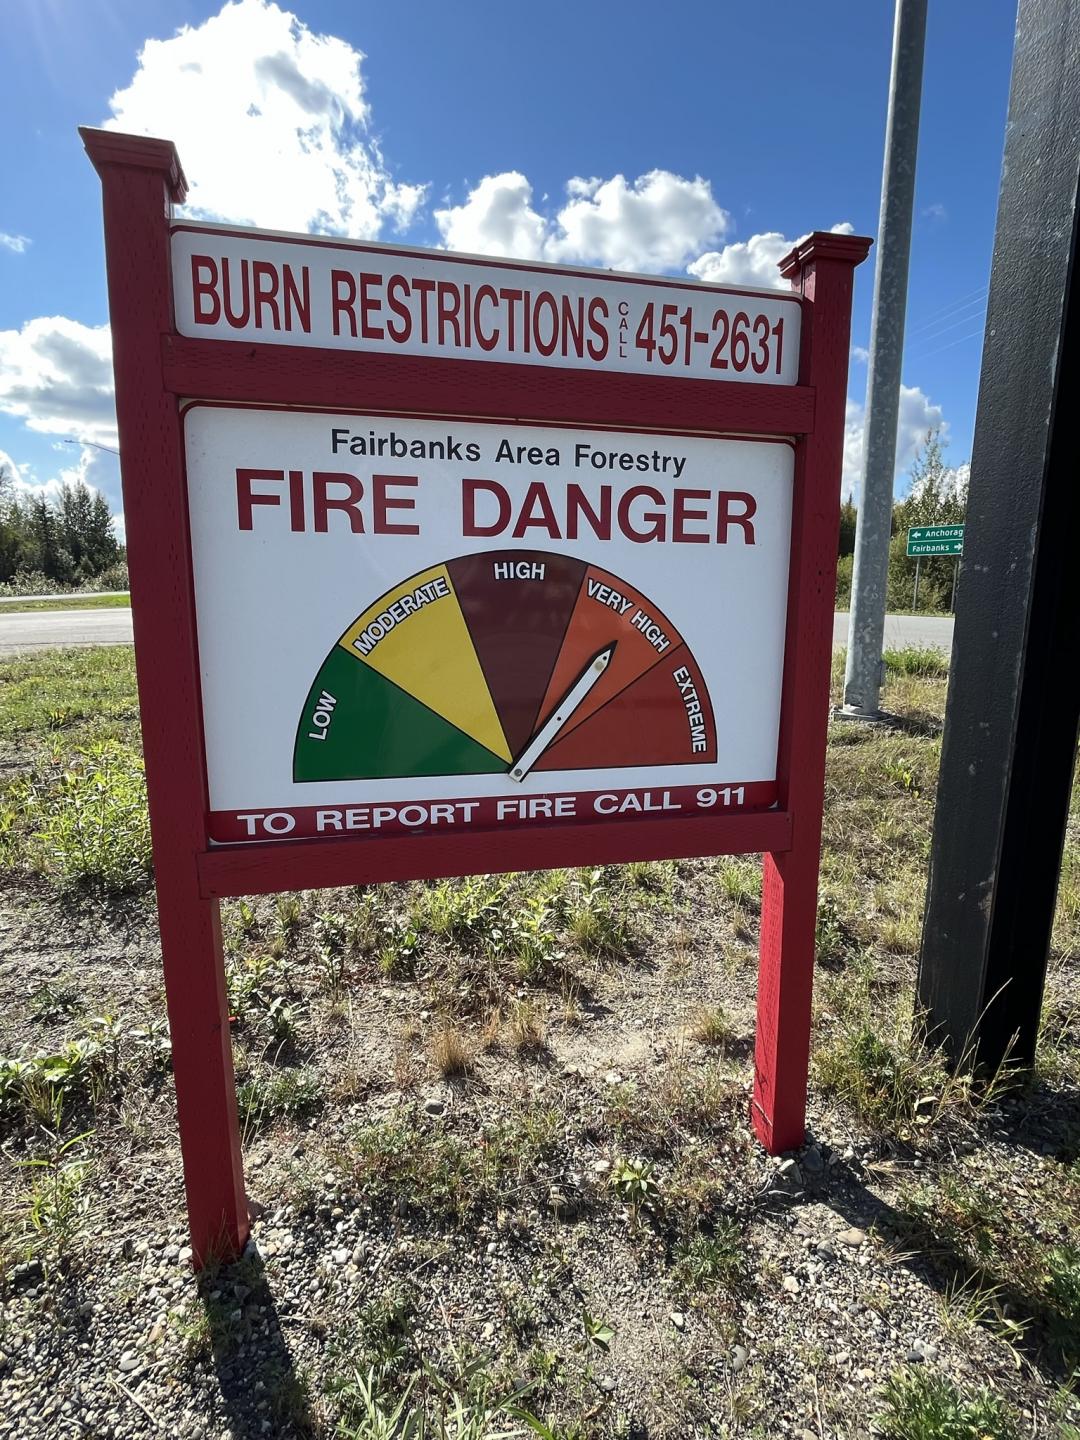 BURN RESTRICTIONS CALL 451-2631
Fairbanks Area Forestry
FIRE DANGER
LOW
MODERATE
HIGH
VERY HIGH
EXTREME
TO REPORT FIRE CALL 911
← Anchorag
Fairbanks →